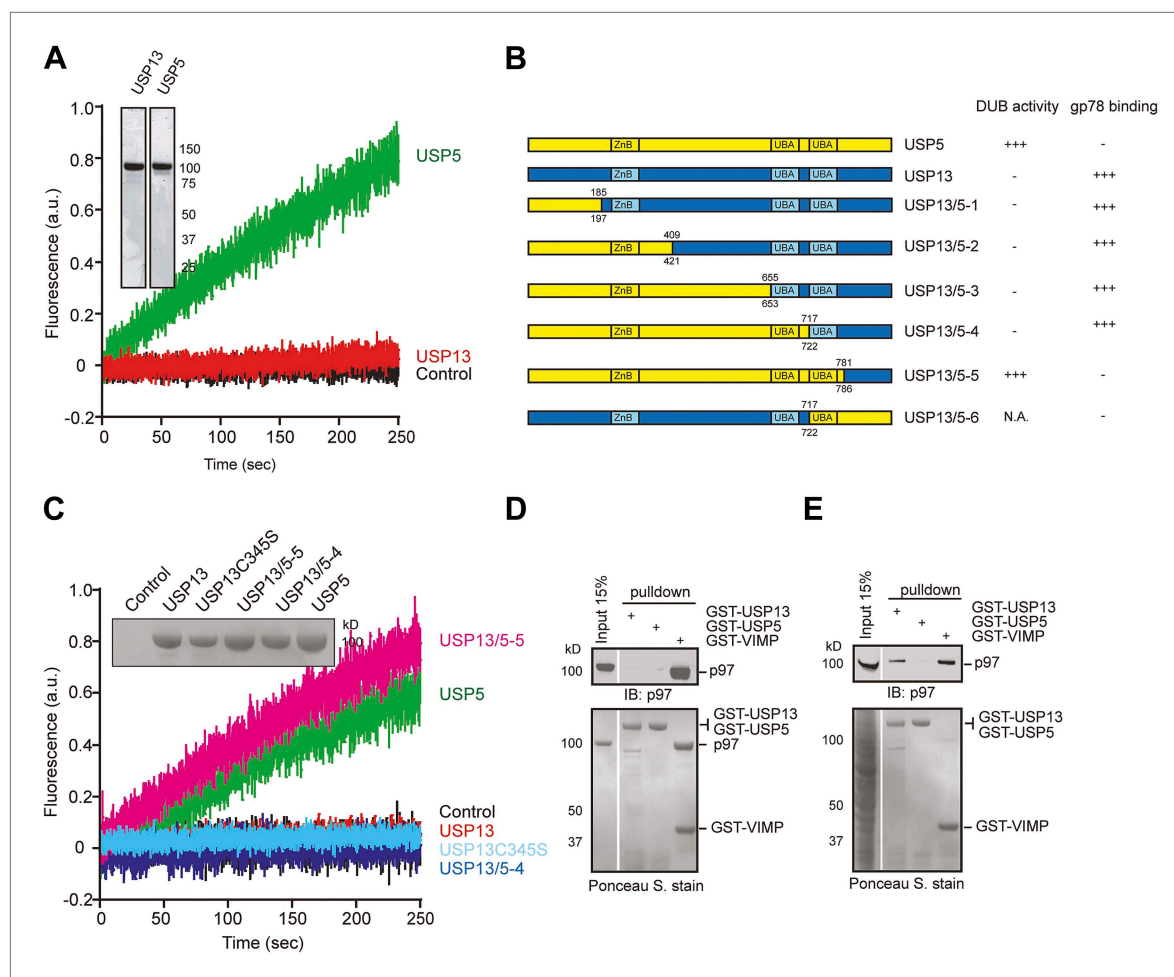 A
USP13
USP5
150
100
75
50
37
25
1.0
0.8
0.6
0.4
0.2
0
-0.2
Fluorescence (a.u.)
USP5
USP13
Control
0 50 100 150 200 250
Time (sec)
B
DUB activity gp78 binding
ZnB UBA UBA USP5 +++ -
ZnB UBA UBA USP13 - +++
185
ZnB UBA UBA USP13/5-1 - +++
197
409
ZnB UBA UBA USP13/5-2 - +++
421
655
ZnB UBA UBA USP13/5-3 - +++
653
717
ZnB UBA UBA USP13/5-4 - +++
722
781
ZnB UBA UBA USP13/5-5 +++ -
786
717
ZnB UBA UBA USP13/5-6 N.A. -
722
C
Control
USP13
USP13C345S
USP13/5-5
USP13/5-4
USP5
kD
100
1.0
0.8
0.6
0.4
0.2
0
-0.2
Fluorescence (a.u.)
USP13/5-5
USP5
Control
USP13
USP13C345S
USP13/5-4
0 50 100 150 200 250
Time (sec)
D
Input 15%
pulldown
+ GST-USP13
+ GST-USP5
+ GST-VIMP
kD
100
p97
IB: p97
GST-USP13
GST-USP5
100
p97
50
37
GST-VIMP
Ponceau S. stain
E
Input 15%
pulldown
+ GST-USP13
+ GST-USP5
+ GST-VIMP
kD
100
p97
IB: p97
GST-USP13
GST-USP5
100
50
37
GST-VIMP
Ponceau S. stain